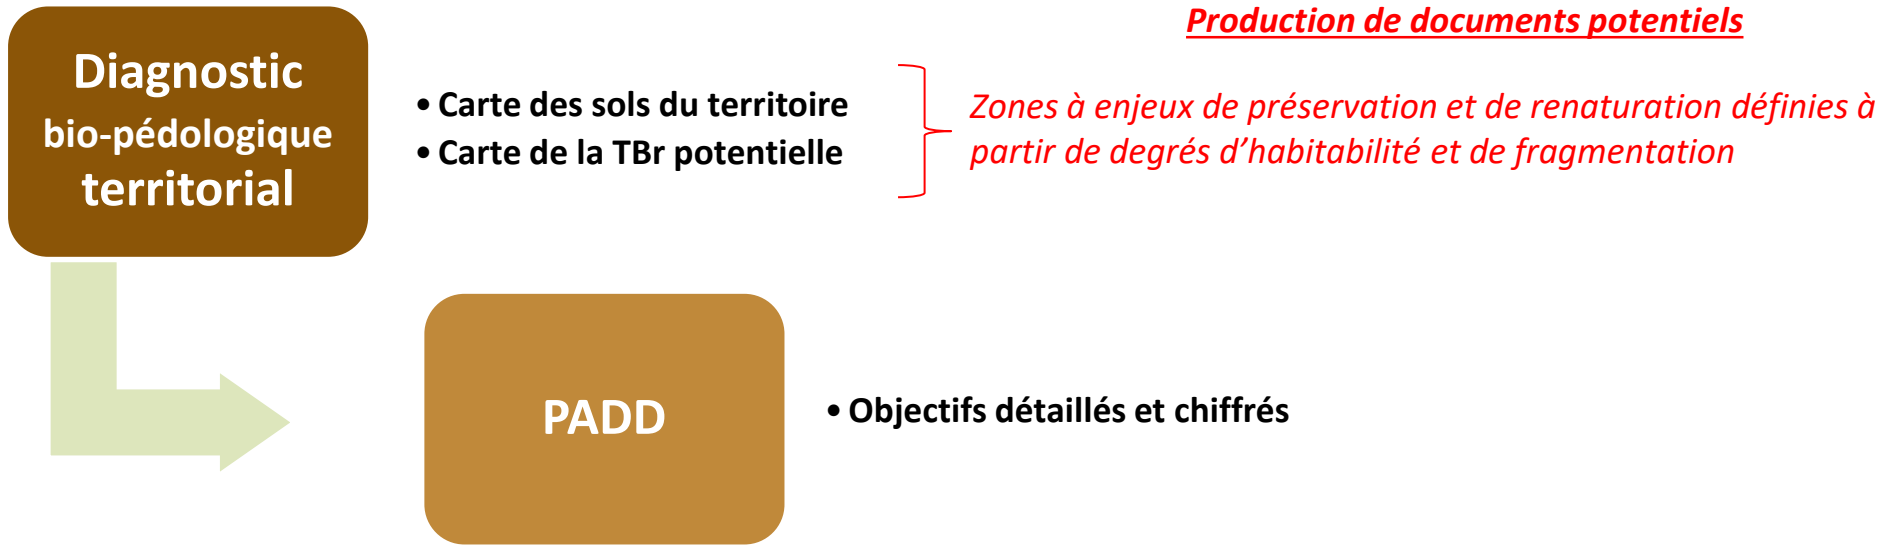 Production de documents potentiels
Diagnostic
bio-pédologique
territorial
• Carte des sols du territoire
• Carte de la TBr potentielle
Zones à enjeux de préservation et de renaturation définies à
partir de degrés d’habitabilité et de fragmentation
PADD
• Objectifs détaillés et chiffrés